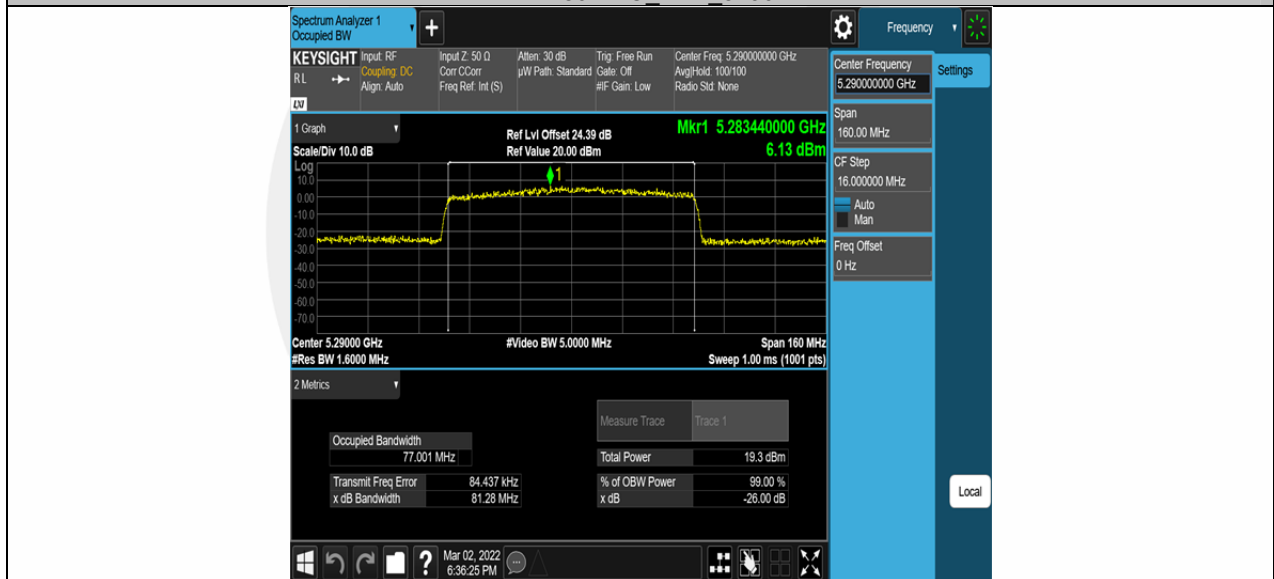 Spectrum Analyzer 1
Occupied BW
+
Frequency
KEYSIGHT
RL
LXI
Input: RF
Coupling: DC
Align: Auto
Input Z: 50 Ω
Corr CCorr
Freq Ref: Int (S)
Atten: 30 dB
µW Path: Standard
Trig: Free Run
Gate: Off
#IF Gain: Low
Center Freq: 5.290000000 GHz
Avg|Hold: 100/100
Radio Std: None
Center Frequency
5.290000000 GHz
Settings
Span
160.00 MHz
CF Step
16.000000 MHz
Auto
Man
Freq Offset
0 Hz
Local
1 Graph
Scale/Div 10.0 dB
Ref Lvl Offset 24.39 dB
Ref Value 20.00 dBm
Mkr1 5.283440000 GHz
6.13 dBm
Log
10.0
0.00
-10.0
-20.0
-30.0
-40.0
-50.0
-60.0
-70.0
1
Center 5.29000 GHz
#Video BW 5.0000 MHz
Span 160 MHz
#Res BW 1.6000 MHz
Sweep 1.00 ms (1001 pts)
2 Metrics
Measure Trace
Trace 1
Occupied Bandwidth
77.001 MHz
Total Power
19.3 dBm
Transmit Freq Error
84.437 kHz
% of OBW Power
99.00 %
x dB Bandwidth
81.28 MHz
x dB
-26.00 dB
?
Mar 02, 2022
6:36:25 PM